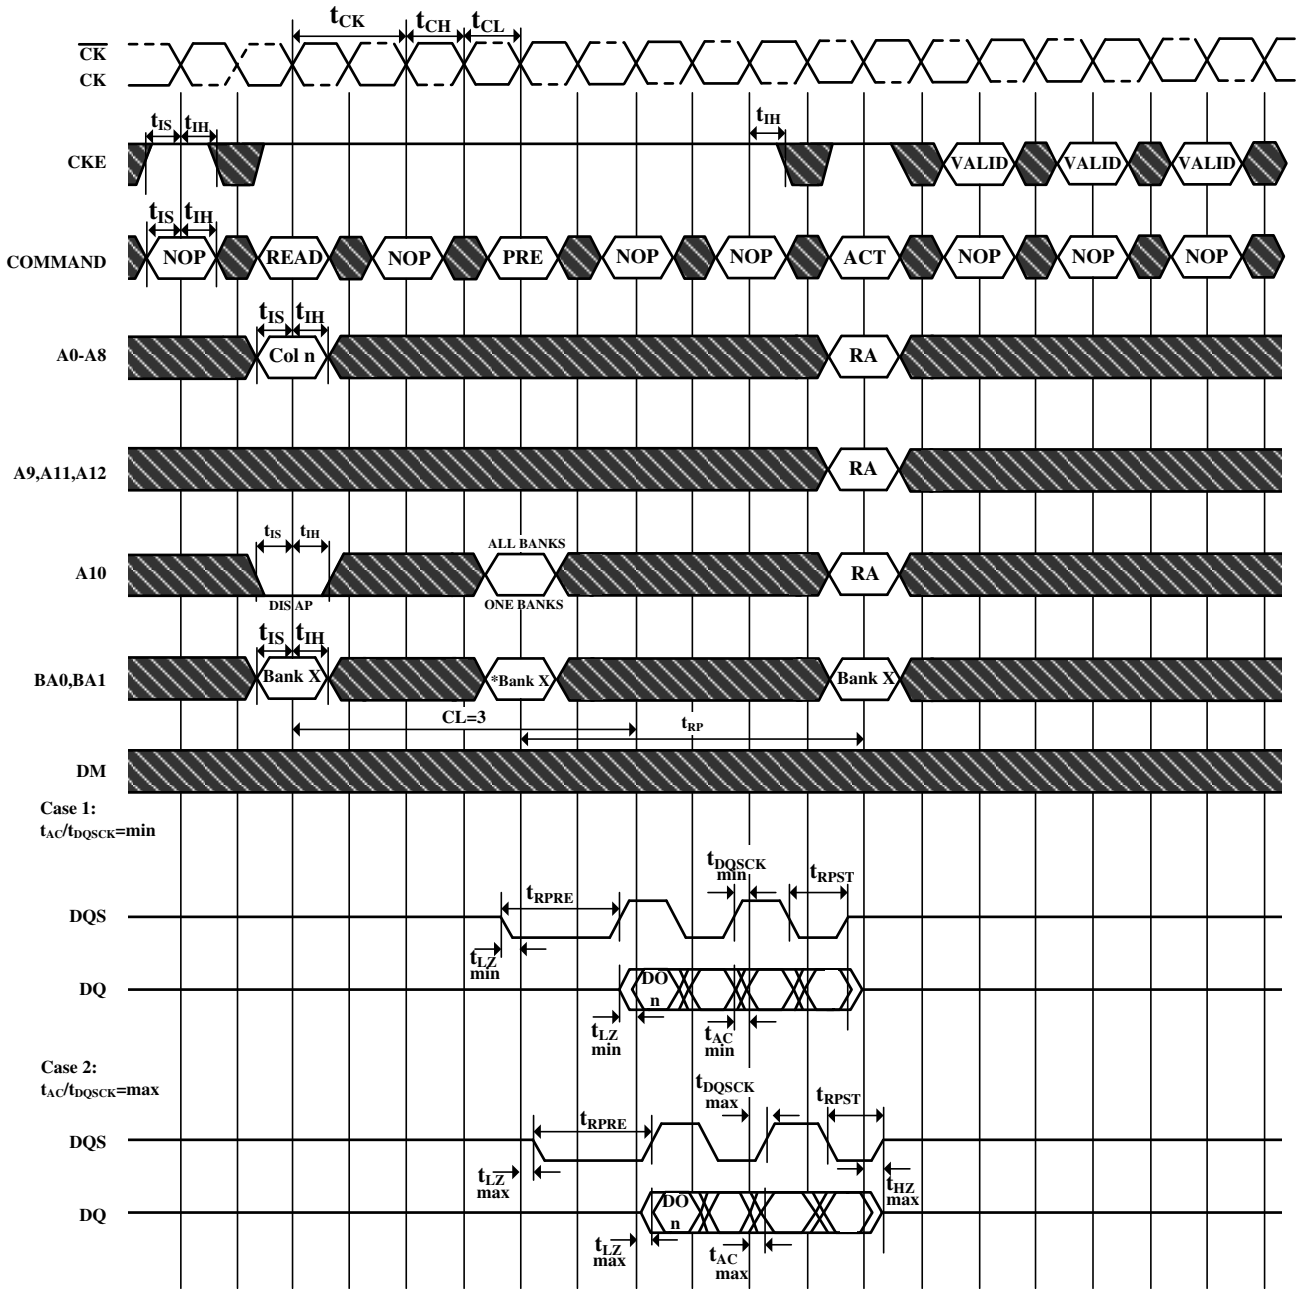 tCK tCH tCL
CK
CK
tIS tIH tIH
CKE VALID VALID VALID
tIS tIH
COMMAND NOP READ NOP PRE NOP NOP ACT NOP NOP NOP
tIS tIH
A0-A8 Col n RA
A9,A11,A12 RA
tIS tIH ALL BANKS
A10 RA
DIS AP ONE BANKS
tIS tIH
BA0,BA1 Bank X *Bank X Bank X
CL=3 tRP
DM
Case 1:
tAC/tDQSCK=min
tDQSCK min tRPST
tRPRE
DQS
tLZ min
DQ DO n
tLZ min tAC min
Case 2:
tAC/tDQSCK=max
tDQSCK max tRPST
tRPRE
DQS
tLZ max tHZ max
DQ DO n
tLZ max tAC max